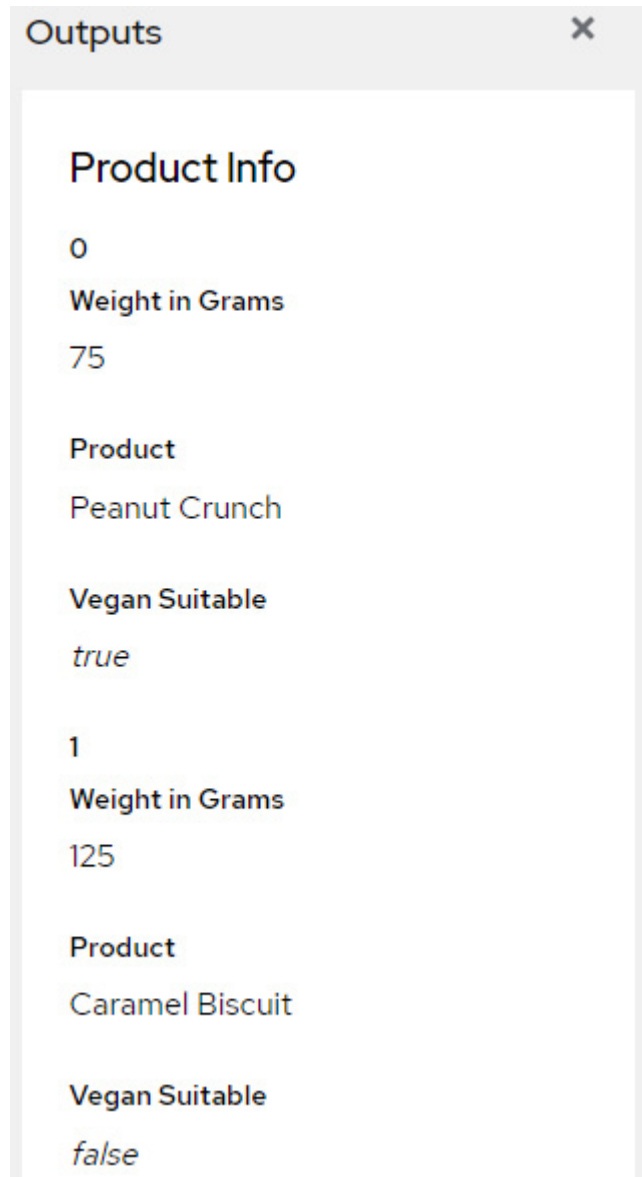 Outputs
Product Info
0
Weight in Grams
75
Product
Peanut Crunch
Vegan Suitable
true
1
Weight in Grams
125
Product
Caramel Biscuit
Vegan Suitable
false